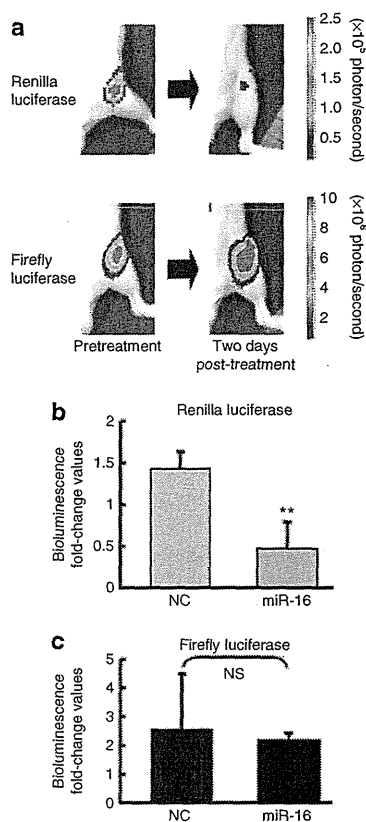 a
Renilla
luciferase
2.5
2.0
1.5
1.0
0.5
(×10⁵ photon/second)
Firefly
luciferase
10
8
6
4
2
(×10⁵ photon/second)
Pretreatment
Two days
post-treatment
b
Renilla luciferase
Bioluminescence
fold-change values
2
1.5
1
0.5
0
**
NC
miR-16
c
Firefly luciferase
NS
Bioluminescence
fold-change values
5
4
3
2
1
0
NC
miR-16